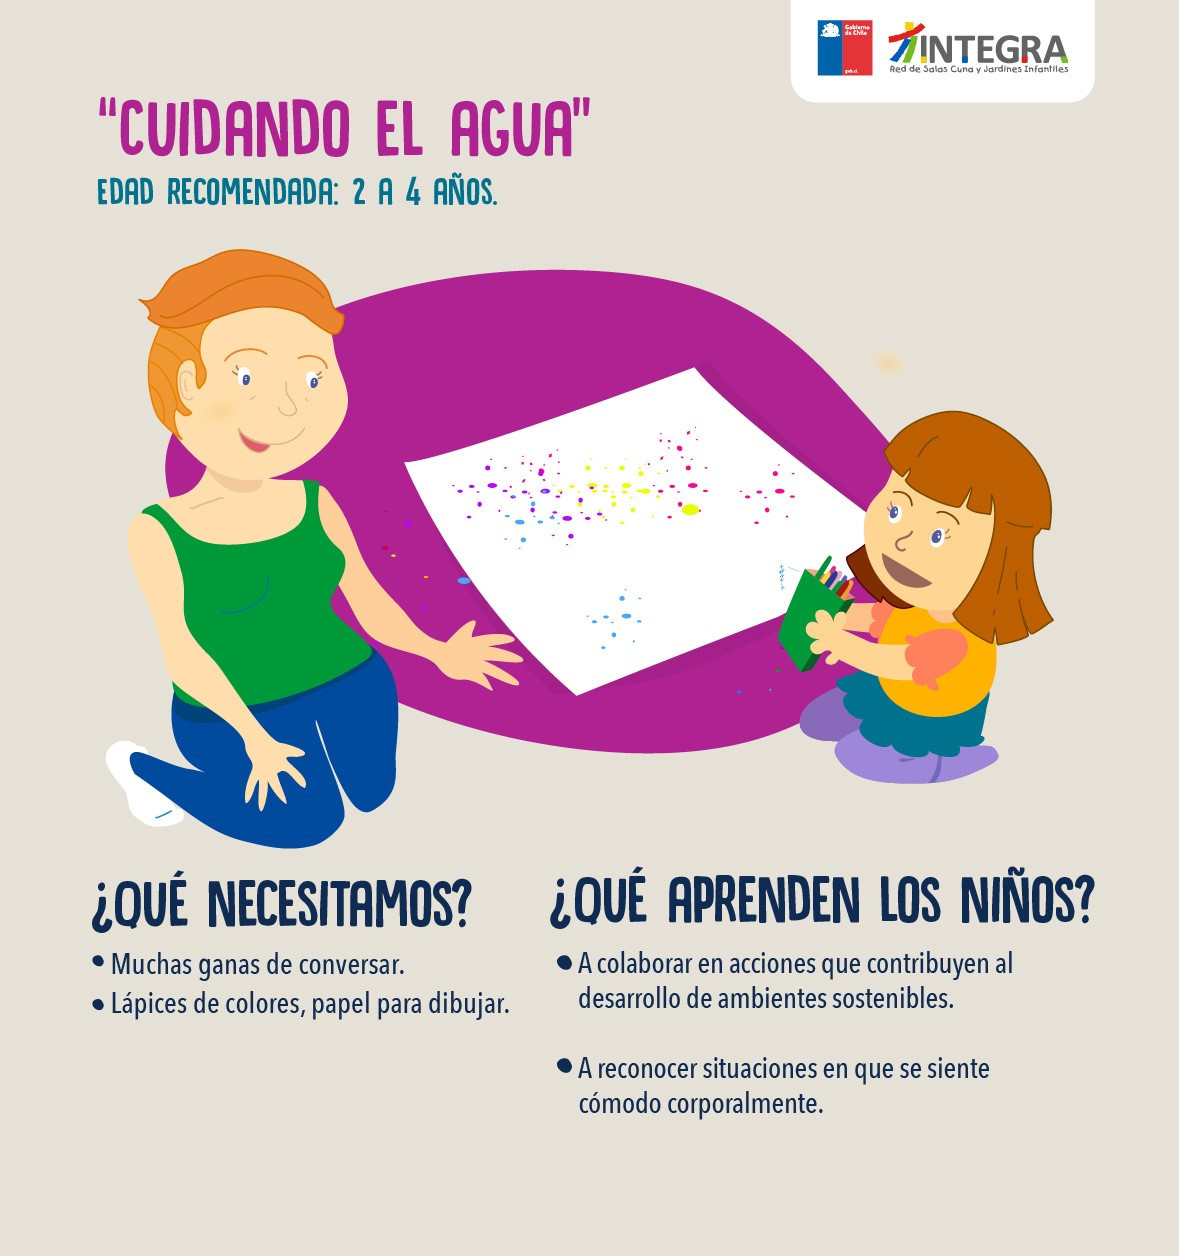 Gobierno
de Chile
gob.cl
INTEGRA
Red de Salas Cuna y Jardines Infantiles
“CUIDANDO EL AGUA”
EDAD RECOMENDADA: 2 A 4 AÑOS.
¿QUÉ NECESITAMOS?
• Muchas ganas de conversar.
• Lápices de colores, papel para dibujar.
¿QUÉ APRENDEN LOS NIÑOS?
• A colaborar en acciones que contribuyen al
desarrollo de ambientes sostenibles.
• A reconocer situaciones en que se siente
cómodo corporalmente.